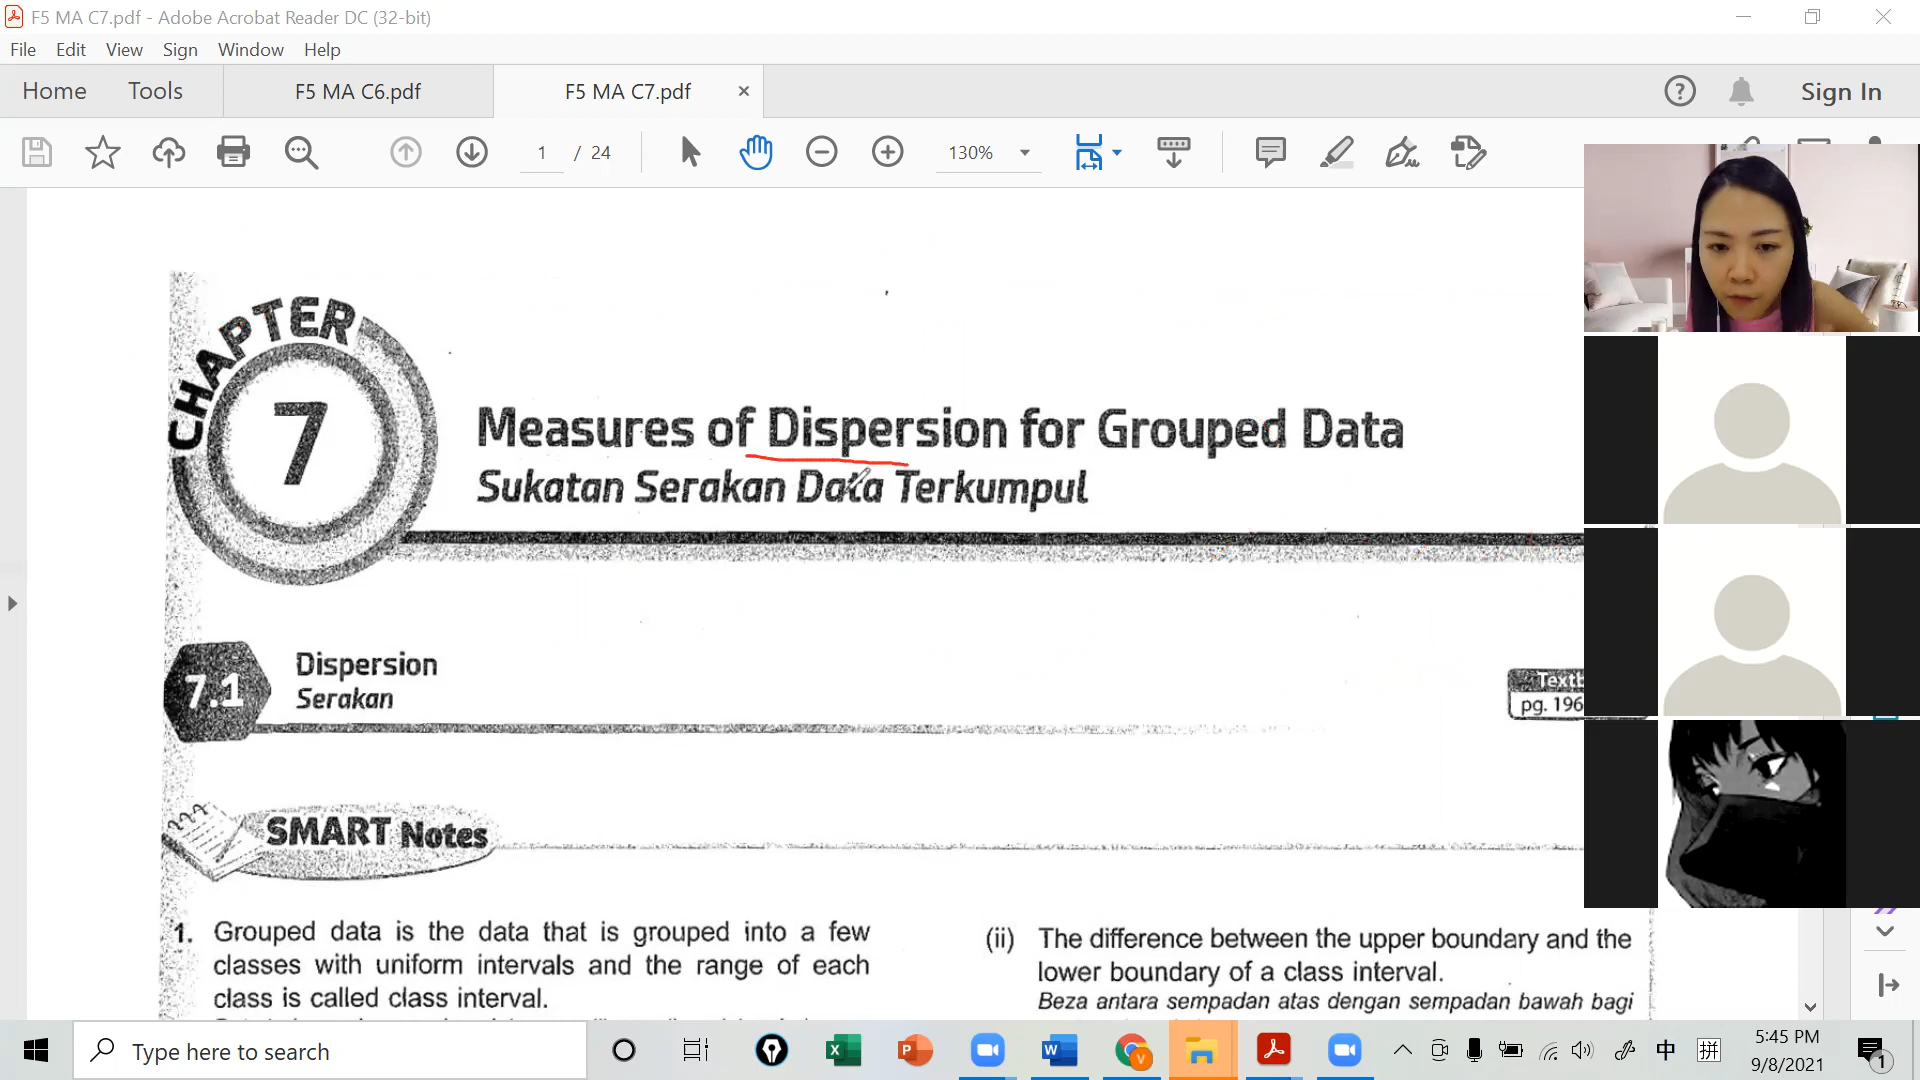 F5 MA C7.pdf - Adobe Acrobat Reader DC (32-bit)
File Edit View Sign Window Help
Home Tools F5 MA C6.pdf F5 MA C7.pdf Sign In
1 / 24 130%
CHAPTER
7
Measures of Dispersion for Grouped Data
Sukatan Serakan Data Terkumpul
7.1
Dispersion
Serakan
pg. 196
SMART Notes
1. Grouped data is the data that is grouped into a few
classes with uniform intervals and the range of each
class is called class interval.
(ii) The difference between the upper boundary and the
lower boundary of a class interval.
Beza antara sempadan atas dengan sempadan bawah bagi
Type here to search
中
拼
5:45 PM
9/8/2021
1